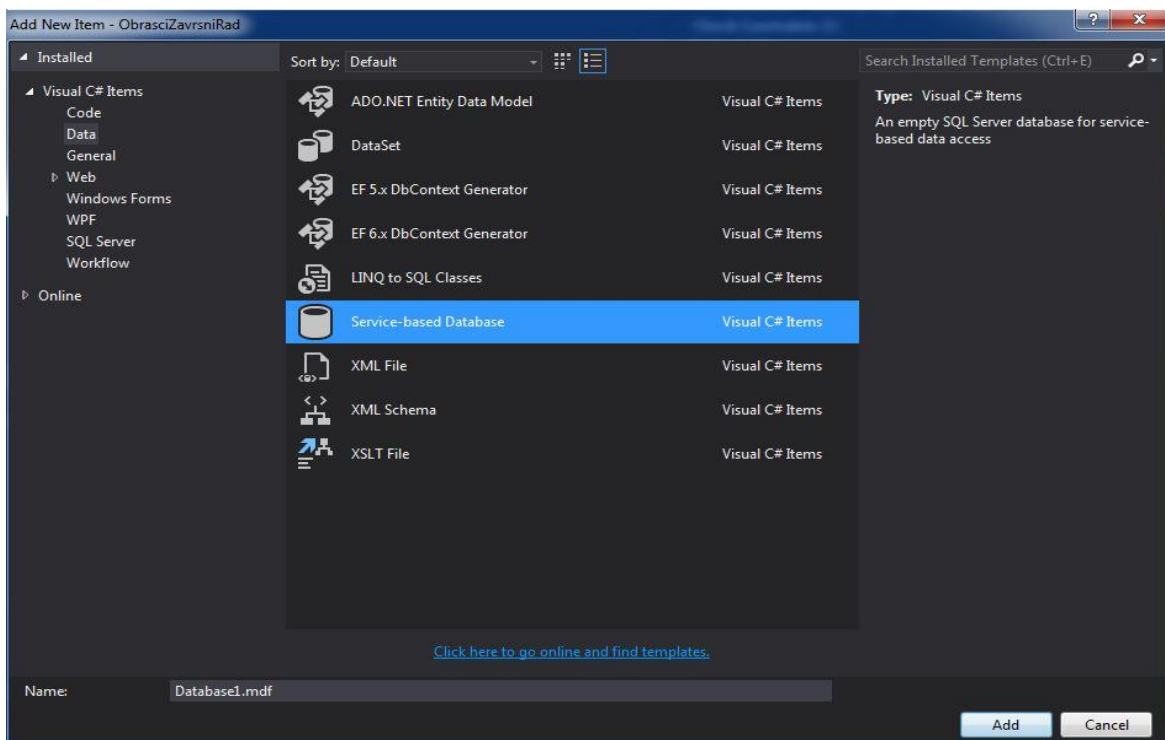 Add New Item - ObrasciZavrsniRad
Installed
Visual C# Items
Code
Data
General
Web
Windows Forms
WPF
SQL Server
Workflow
Online
Sort by: Default
ADO.NET Entity Data Model Visual C# Items
DataSet Visual C# Items
EF 5.x DbContext Generator Visual C# Items
EF 6.x DbContext Generator Visual C# Items
LINQ to SQL Classes Visual C# Items
Service-based Database Visual C# Items
XML File Visual C# Items
XML Schema Visual C# Items
XSLT File Visual C# Items
Click here to go online and find templates.
Search Installed Templates (Ctrl+E)
Type: Visual C# Items
An empty SQL Server database for service-
based data access
Name: Database1.mdf
Add Cancel